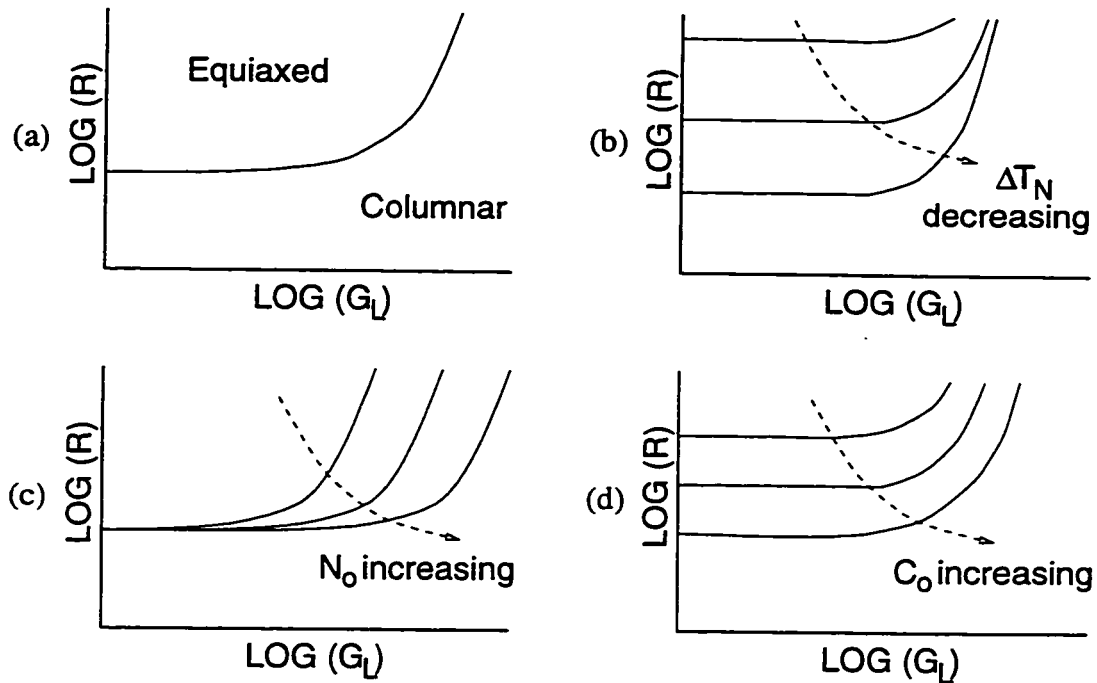 (a)
LOG (R)
Equiaxed
Columnar
LOG (G_L)
(b)
LOG (R)
ΔT_N
decreasing
LOG (G_L)
(c)
LOG (R)
N_o increasing
LOG (G_L)
(d)
LOG (R)
C_o increasing
LOG (G_L)